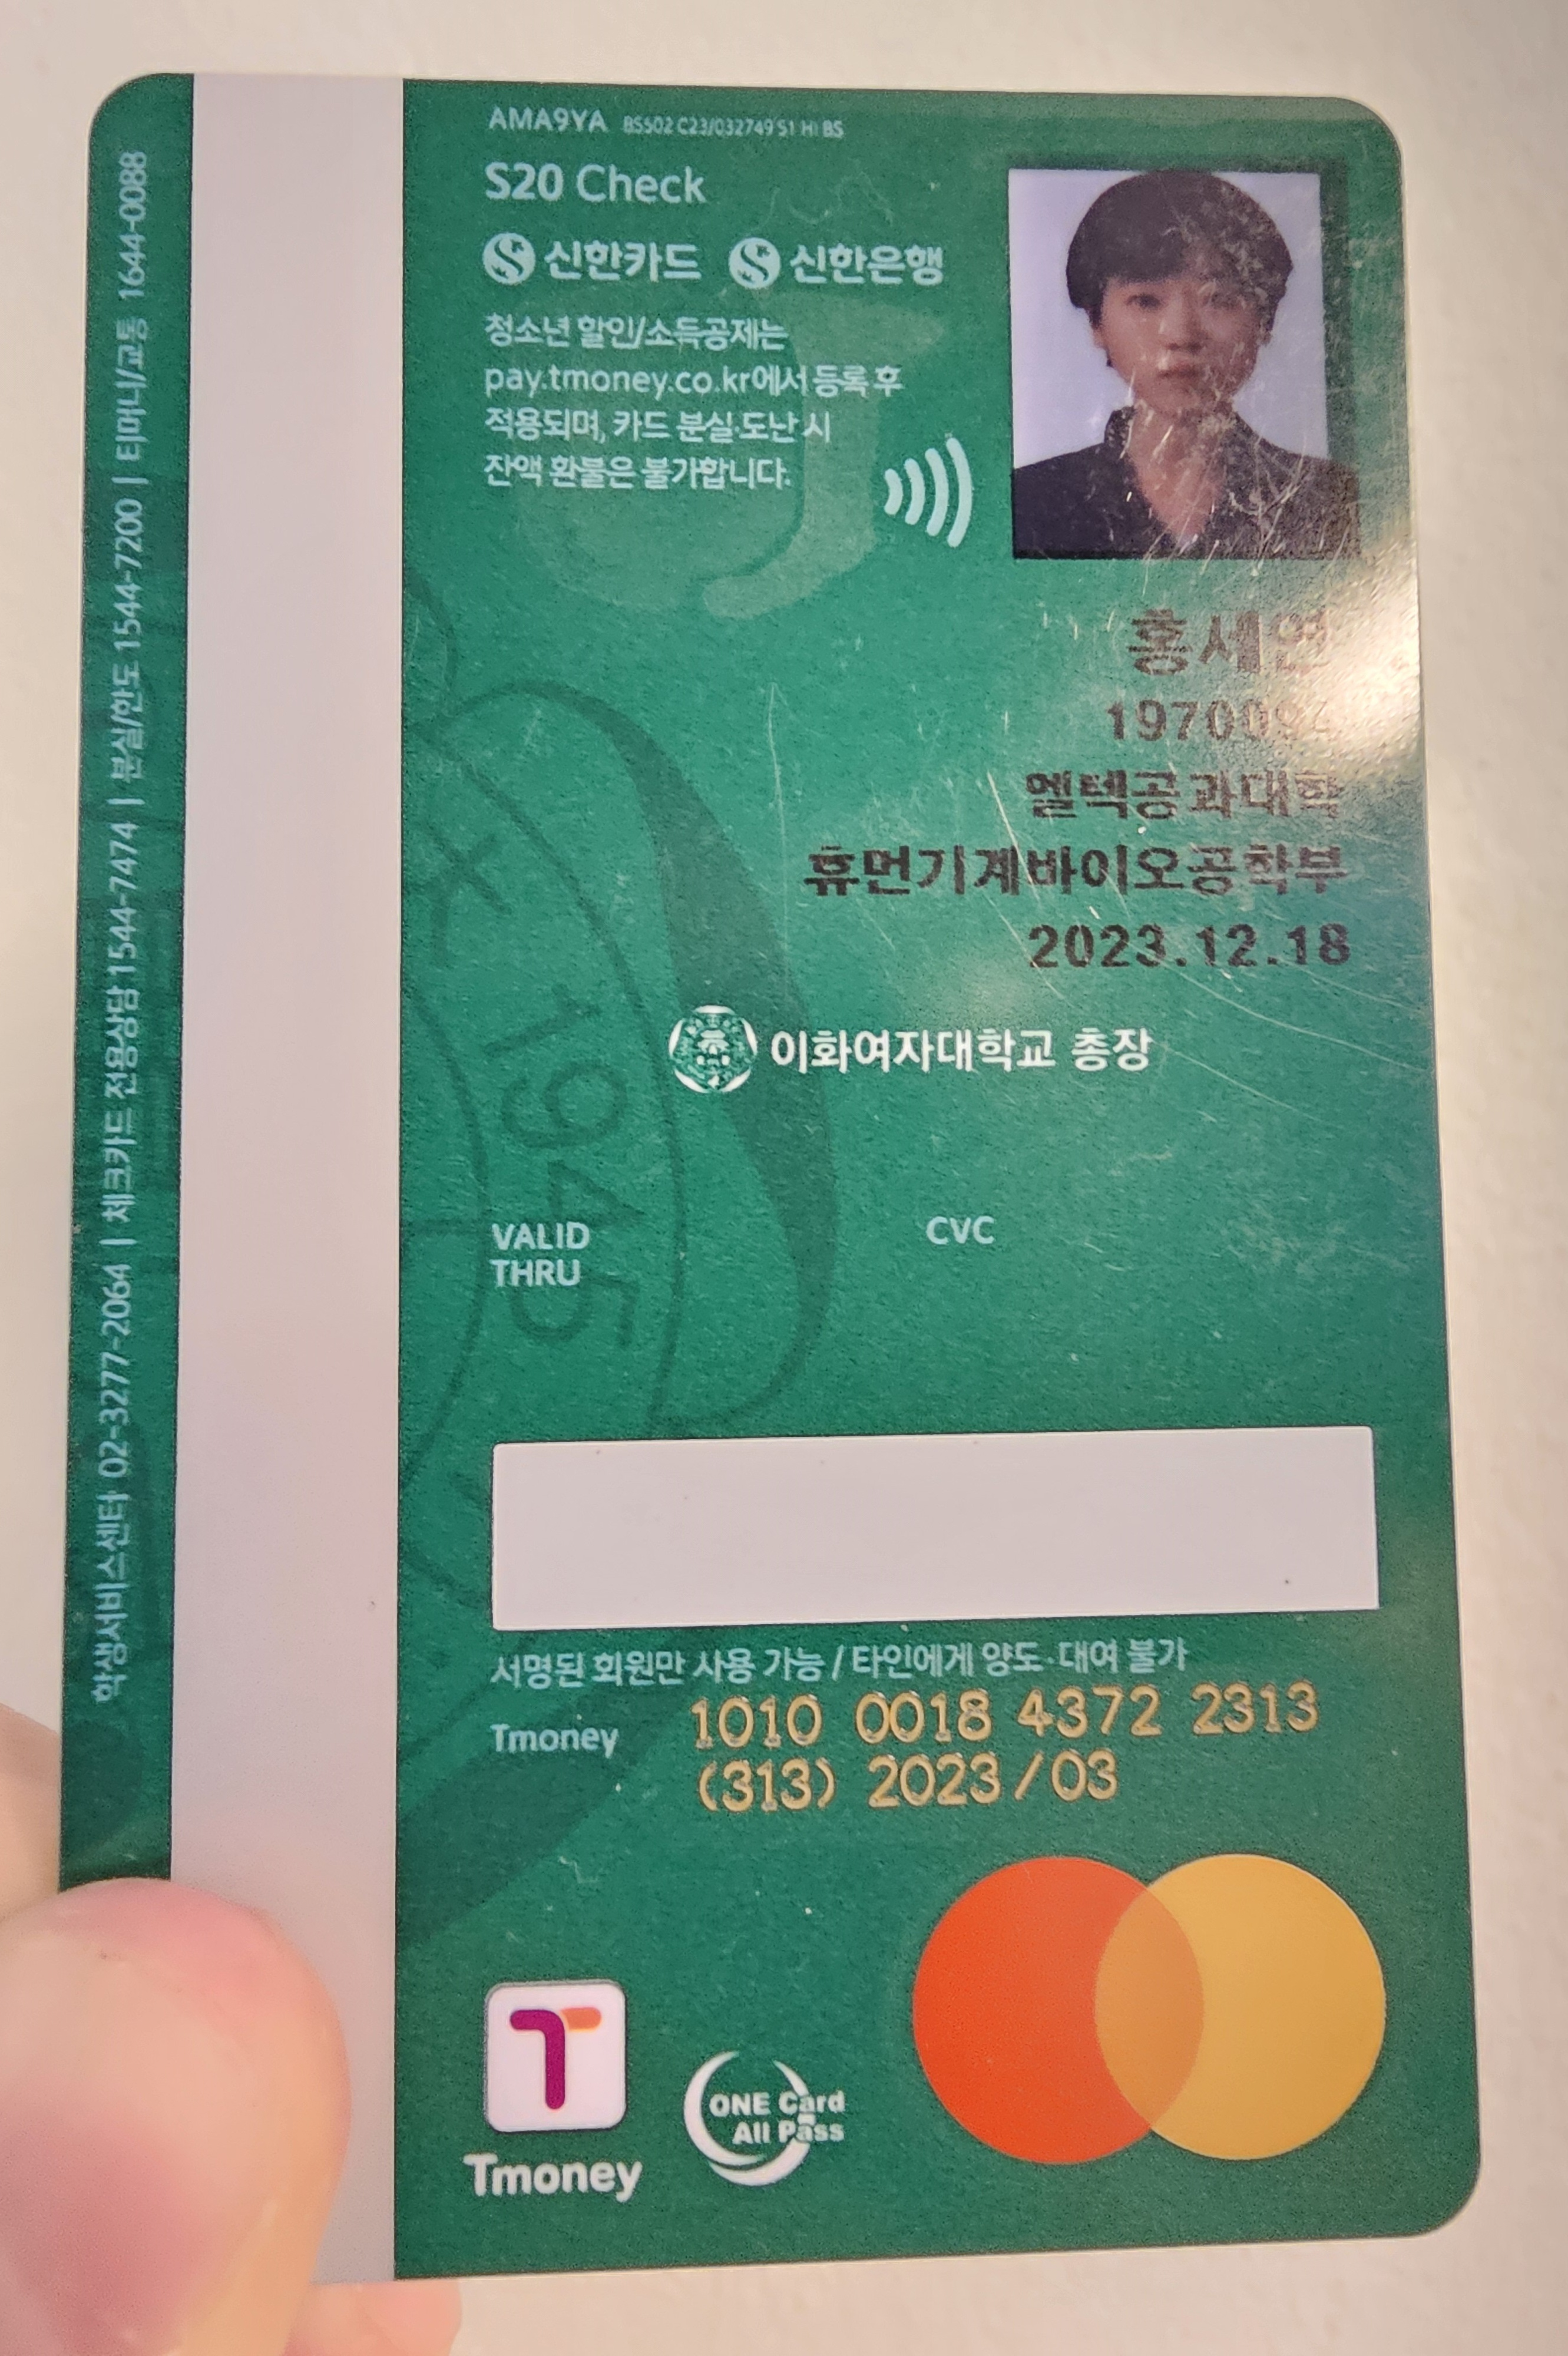 AMA9YA BS502 C23/032749 S1 HI BS
S20 Check
신한카드 신한은행
청소년 할인/소득공제는
pay.tmoney.co.kr에서 등록 후
적용되며, 카드 분실·도난 시
잔액 환불은 불가합니다.
홍세연
엘텍공과대학
휴먼기계바이오공학부
2023.12.18
이화여자대학교 총장
1945
VALID
THRU
CVC
서명된 회원만 사용 가능 / 타인에게 양도·대여 불가
Tmoney 1010 0018 4372 2313
(313) 2023/03
Tmoney
ONE Card
All Pass
학생서비스센터 02-3277-2064 | 체크카드 전용상담 1544-7474 | 분실/한도 1544-7200 | 티머니/교통 1644-0088